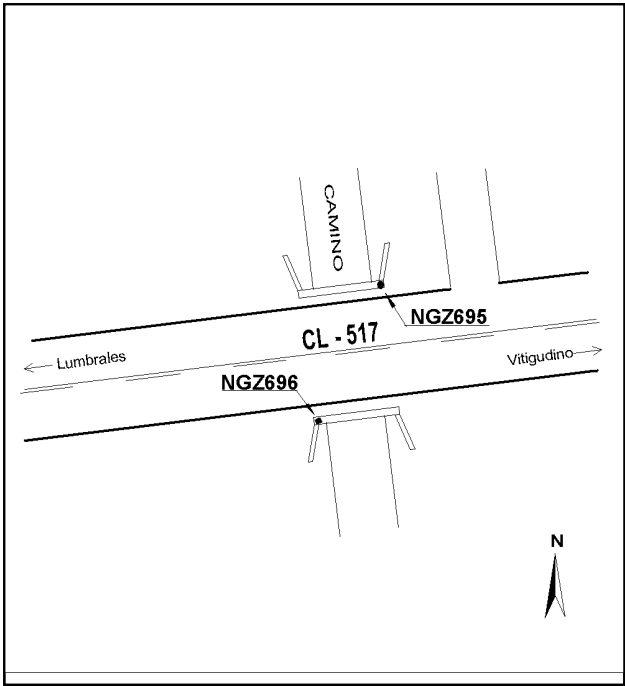 CAMINO
NGZ695
CL - 517
Lumbrales
Vitigudino
NGZ696
N